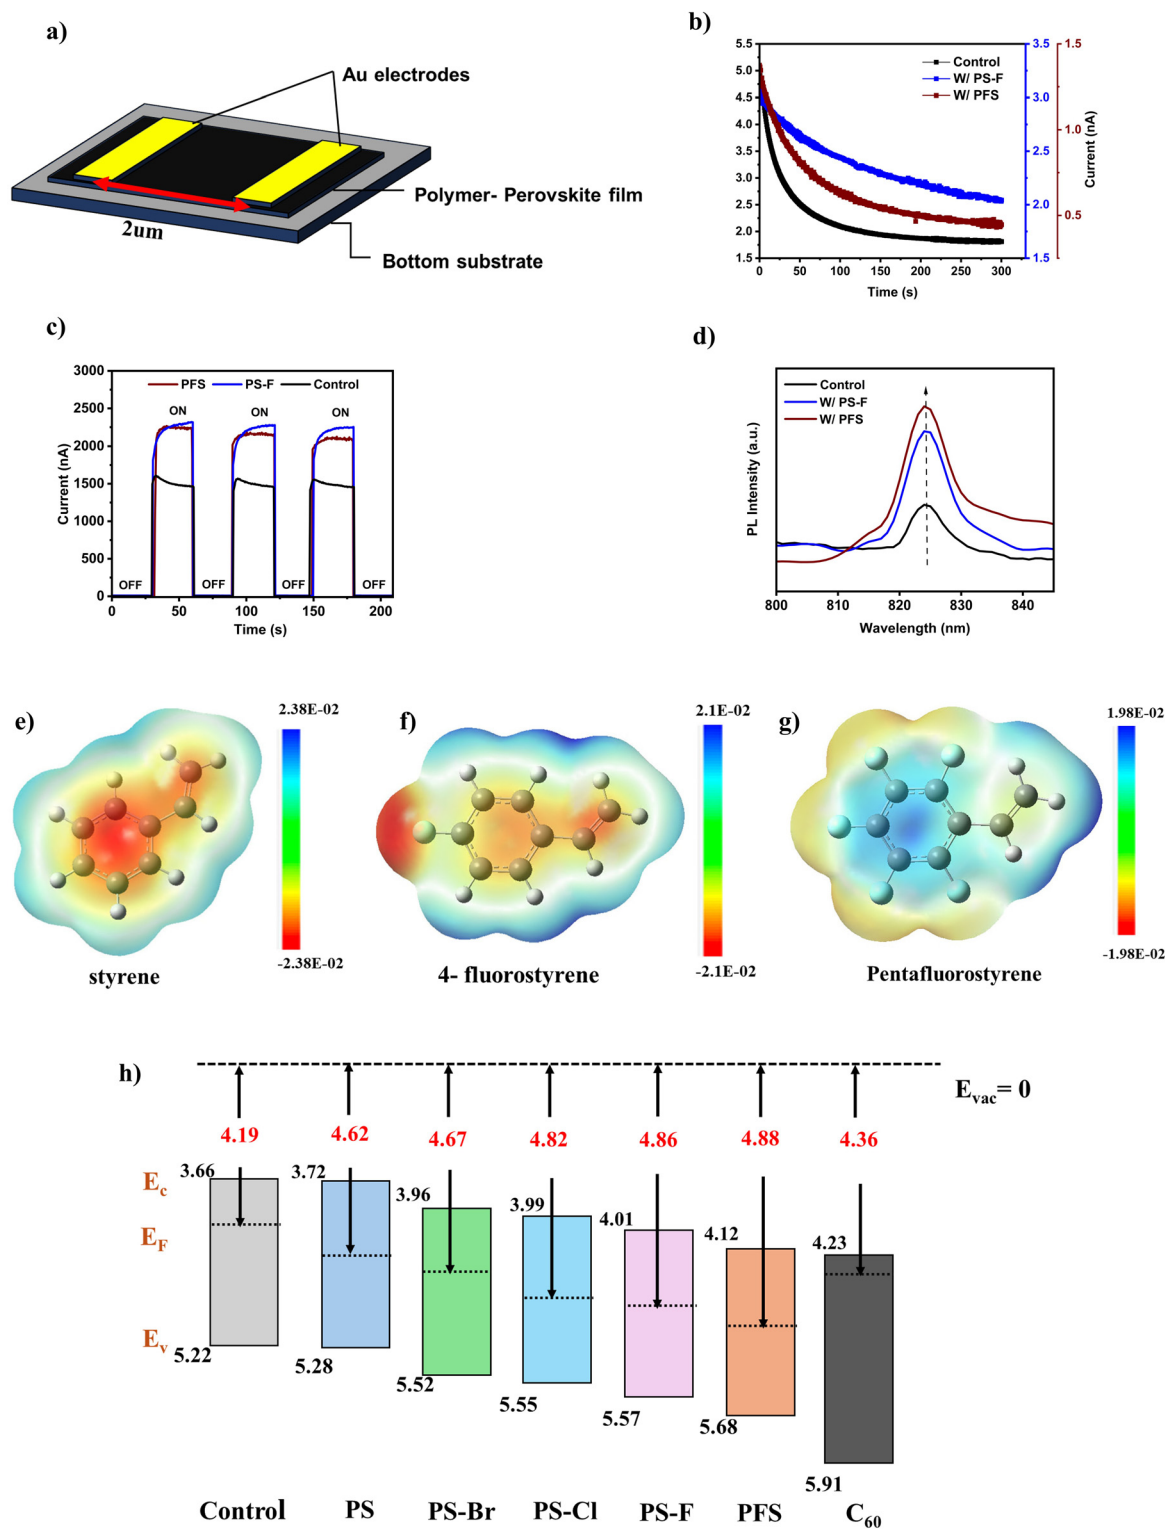 a)
Au electrodes
Polymer- Perovskite film
2um
Bottom substrate
b)
5.5
5.0
4.5
4.0
3.5
3.0
2.5
2.0
1.5
1.0
Control
W/ PS-F
W/ PFS
3.5
3.0
2.5
2.0
1.5
1.5
1.0
0.5
Current (nA)
0 50 100 150 200 250 300
Time (s)
c)
3000
2500
2000
1500
1000
500
0
Current (nA)
PFS PS-F Control
ON ON ON
OFF OFF OFF OFF
0 50 100 150 200
Time (s)
d)
Control
W/ PS-F
W/ PFS
PL Intensity (a.u.)
800 810 820 830 840
Wavelength (nm)
e)
2.38E-02
-2.38E-02
styrene
f)
2.1E-02
-2.1E-02
4- fluorostyrene
g)
1.98E-02
-1.98E-02
Pentafluorostyrene
h)
Evac= 0
4.19 4.62 4.67 4.82 4.86 4.88 4.36
Ec
EF
Ev
3.66 3.72 3.96 3.99 4.01 4.12 4.23
5.22 5.28 5.52 5.55 5.57 5.68 5.91
Control PS PS-Br PS-Cl PS-F PFS C60